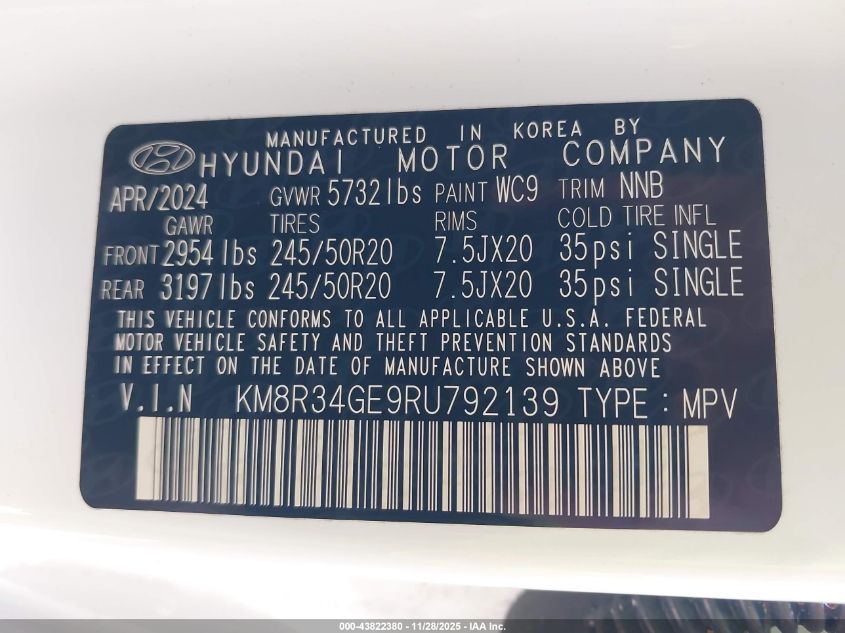 MANUFACTURED IN KOREA BY
HYUNDAI MOTOR COMPANY
APR/2024 GVWR 5732lbs PAINT WC9 TRIM NNB
GAWR TIRES RIMS COLD TIRE INFL
FRONT 2954lbs 245/50R20 7.5JX20 35psi SINGLE
REAR 3197lbs 245/50R20 7.5JX20 35psi SINGLE
THIS VEHICLE CONFORMS TO ALL APPLICABLE U.S.A. FEDERAL
MOTOR VEHICLE SAFETY AND THEFT PREVENTION STANDARDS
IN EFFECT ON THE DATE OF MANUFACTURE SHOWN ABOVE
V.I.N KM8R34GE9RU792139 TYPE : MPV
000-43822380 - 11/28/2025 - IAA Inc.